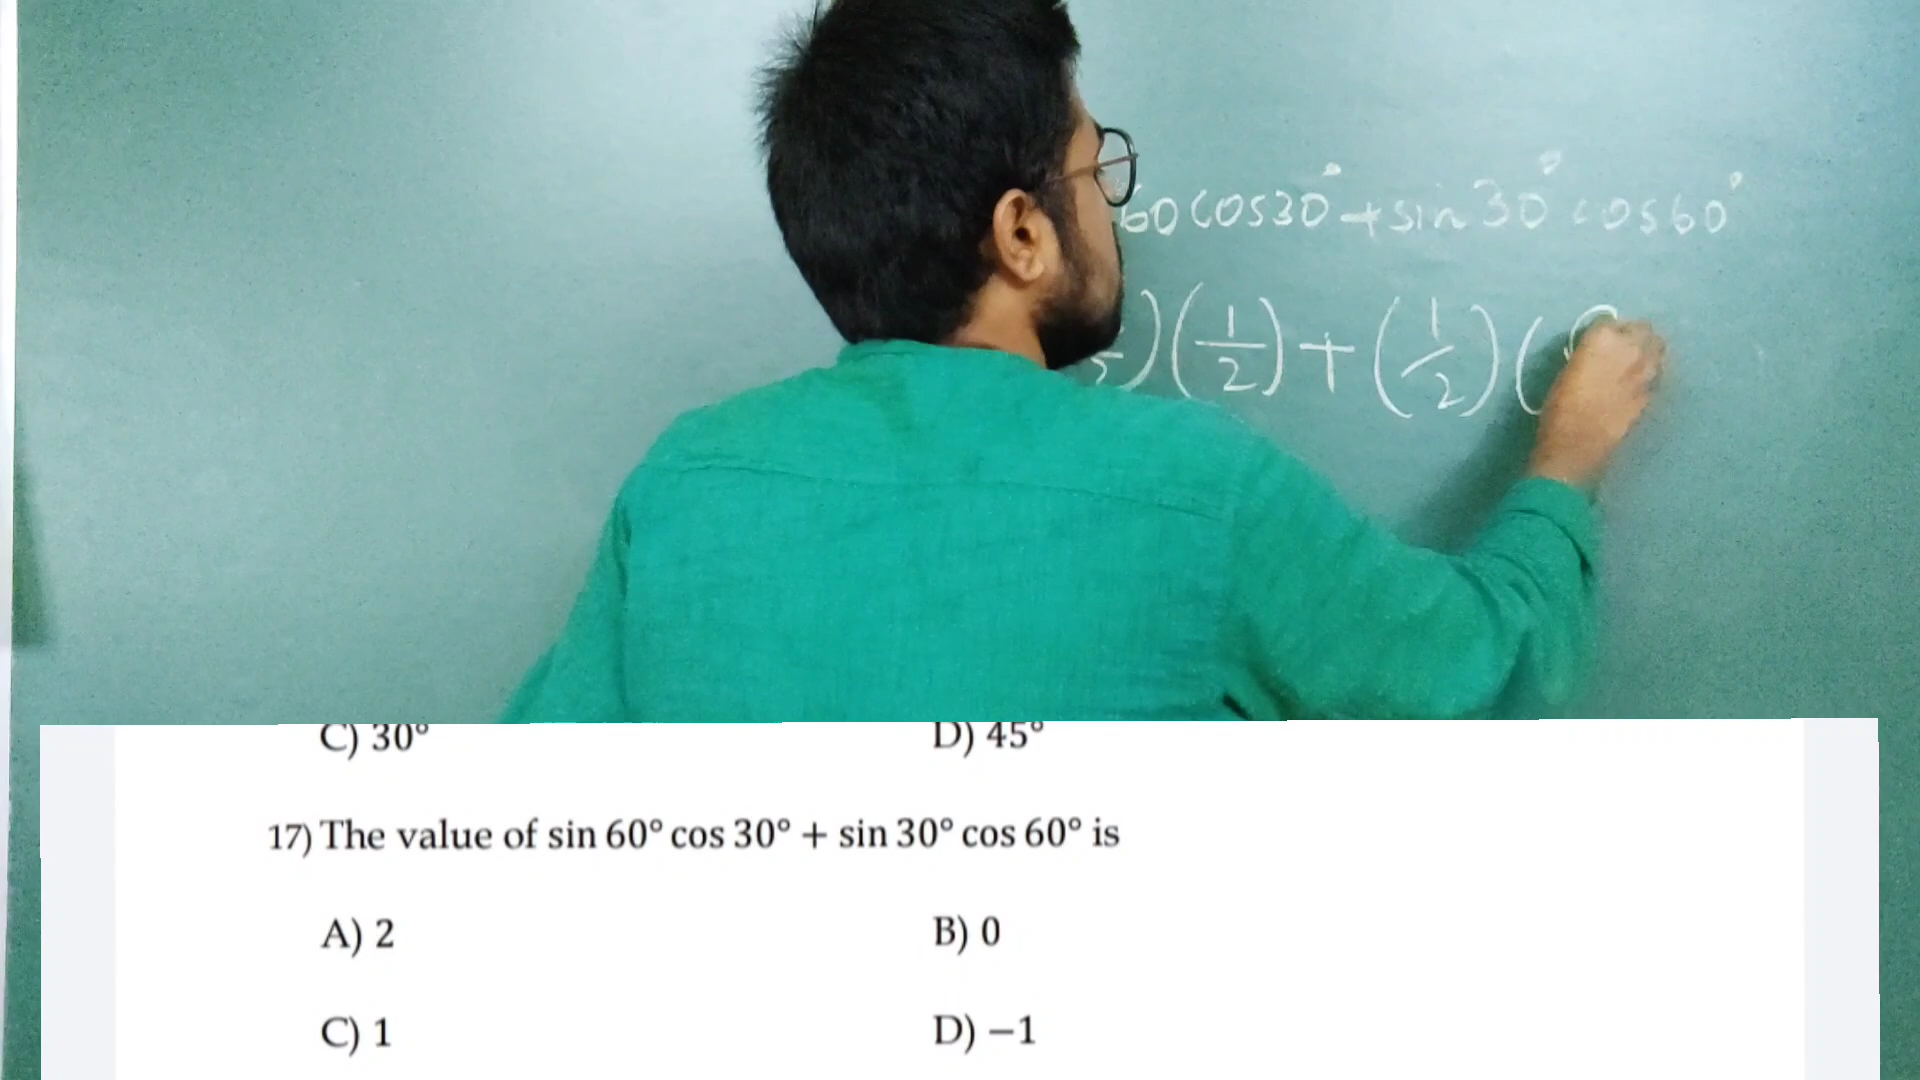 60 cos30° + sin 30° cos60°
)(1/2) + (1/2)(
C) 30° D) 45°
17) The value of sin 60° cos 30° + sin 30° cos 60° is
A) 2 B) 0
C) 1 D) −1